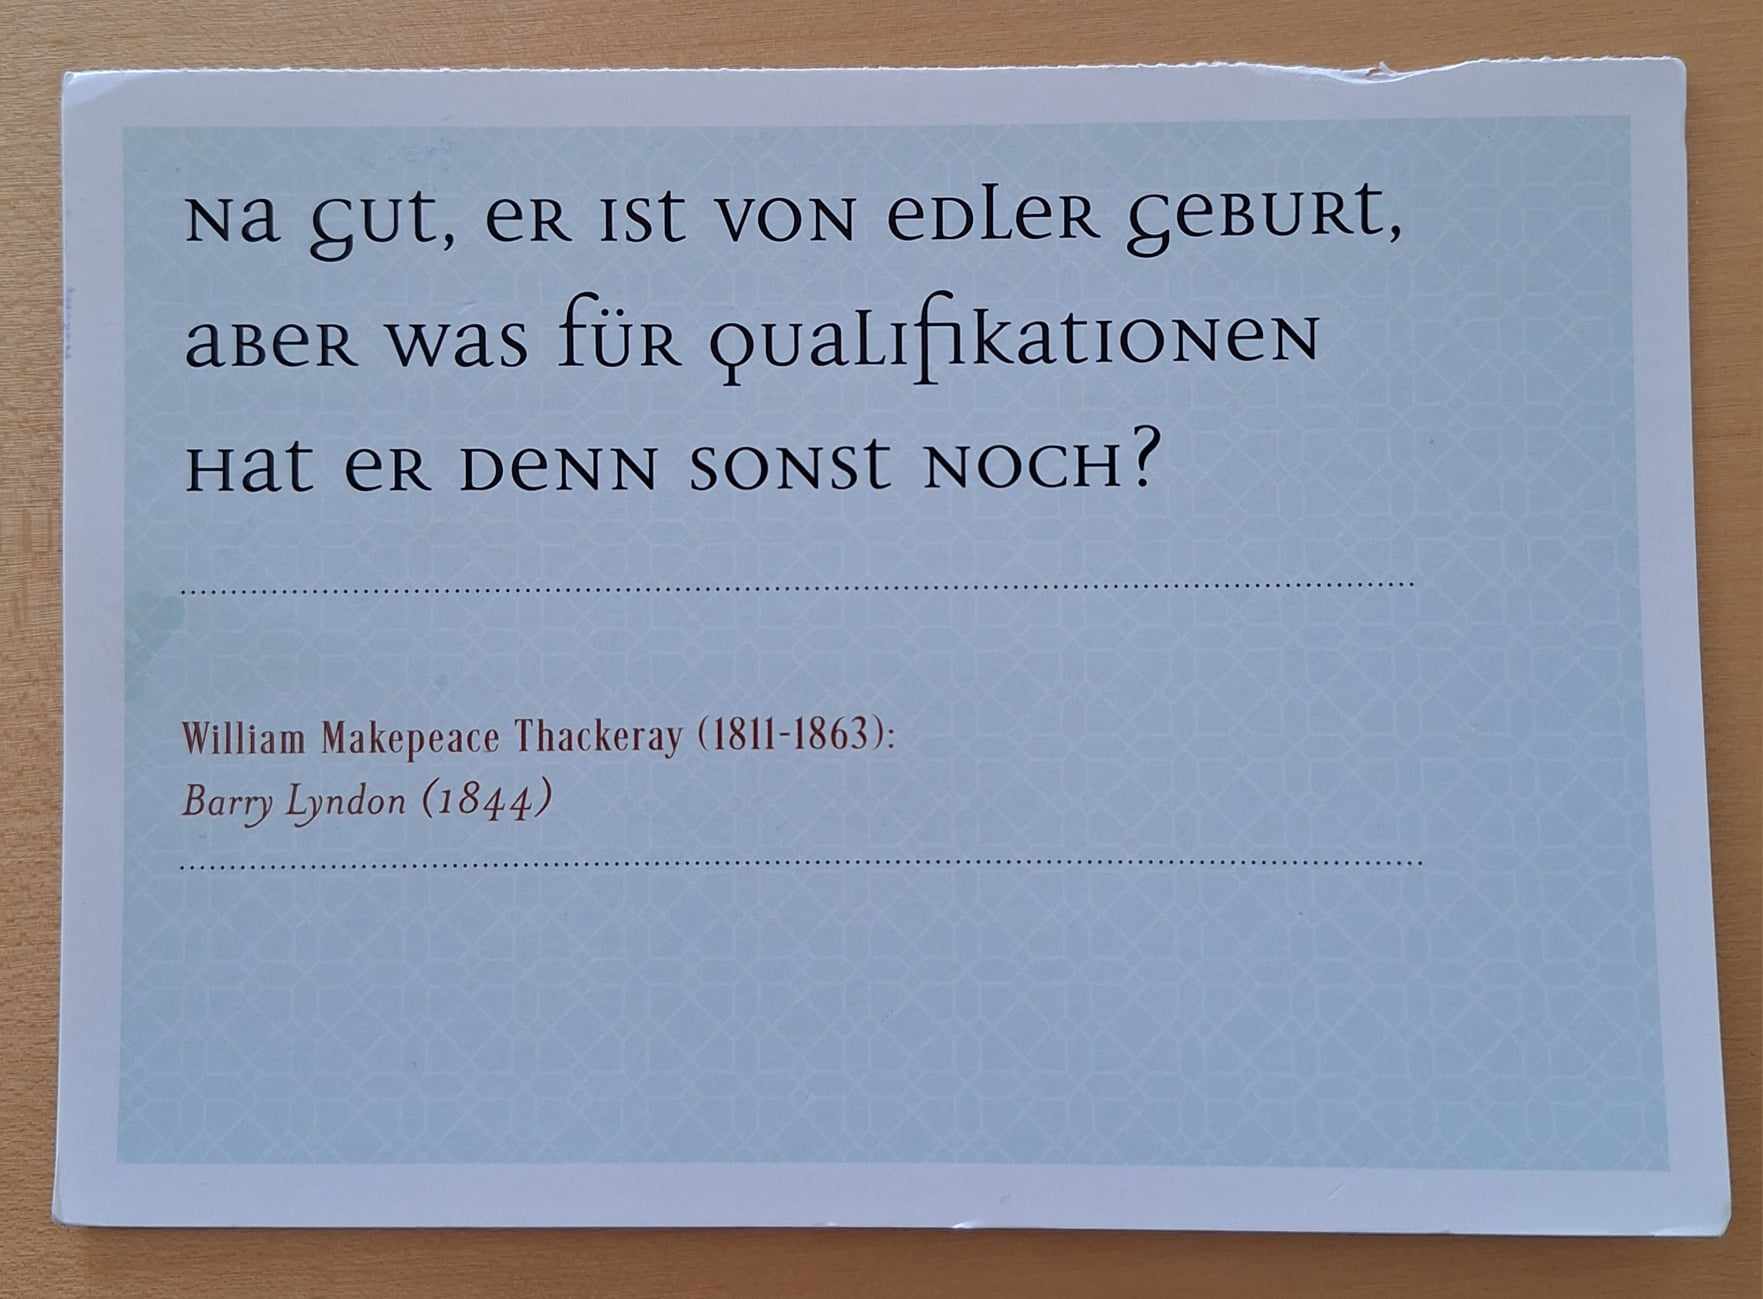 Na gut, er ist von edler Geburt,
aber was für Qualifikationen
hat er denn sonst noch?
William Makepeace Thackeray (1811-1863):
Barry Lyndon (1844)